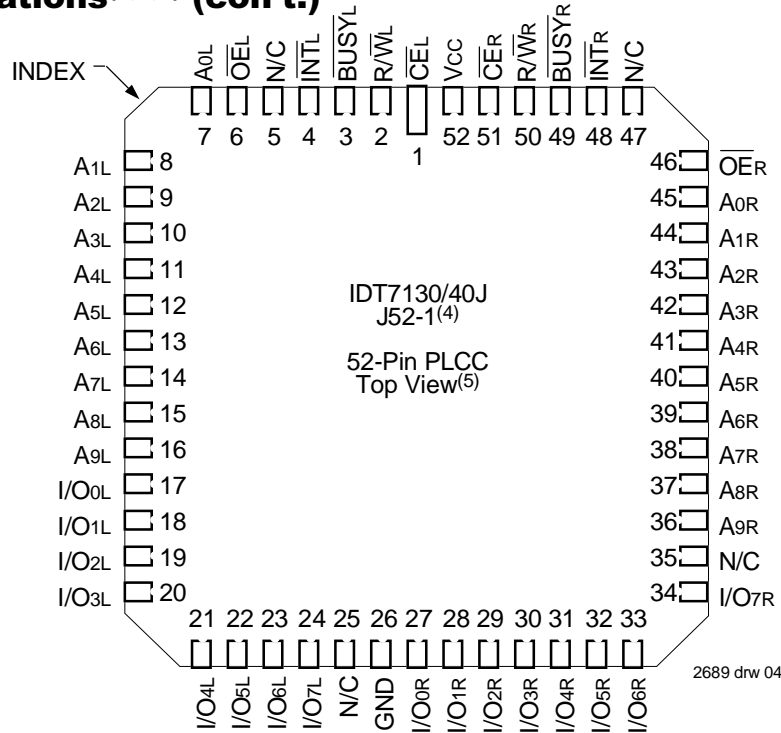 (con't.)
INDEX
A0L
OEL
N/C
INTL
BUSYL
R/WL
CEL
VCC
CER
R/WR
BUSYR
INTR
N/C
7 6 5 4 3 2 1 52 51 50 49 48 47
A1L 8
A2L 9
A3L 10
A4L 11
A5L 12
A6L 13
A7L 14
A8L 15
A9L 16
I/O0L 17
I/O1L 18
I/O2L 19
I/O3L 20
IDT7130/40J
J52-1(4)
52-Pin PLCC
Top View(5)
46 OER
45 A0R
44 A1R
43 A2R
42 A3R
41 A4R
40 A5R
39 A6R
38 A7R
37 A8R
36 A9R
35 N/C
34 I/O7R
21 22 23 24 25 26 27 28 29 30 31 32 33
I/O4L
I/O5L
I/O6L
I/O7L
N/C
GND
I/O0R
I/O1R
I/O2R
I/O3R
I/O4R
I/O5R
I/O6R
2689 drw 04